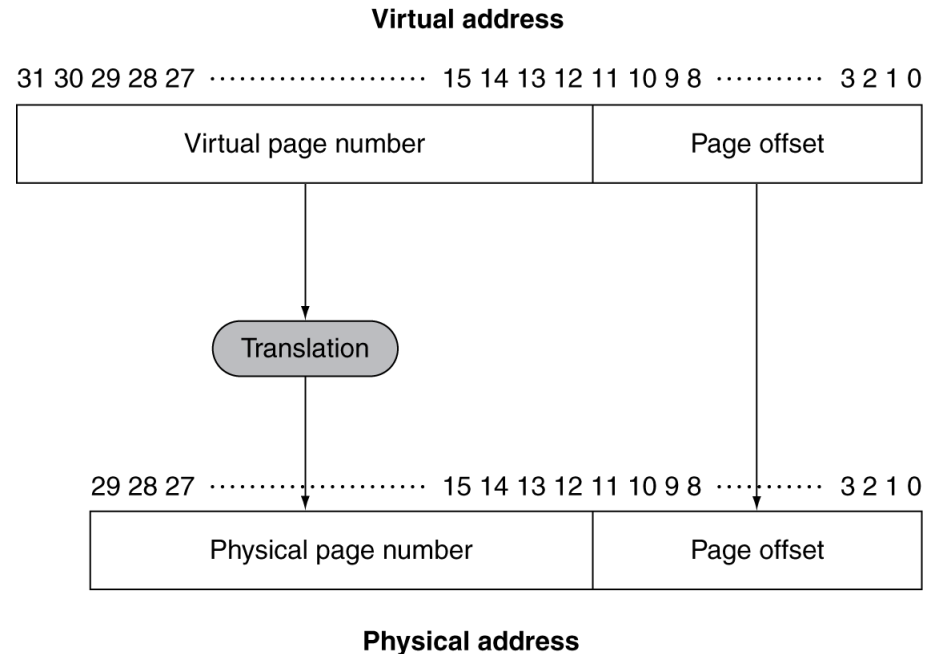 Virtual address
31 30 29 28 27 ························ 15 14 13 12 11 10 9 8 ··········· 3 2 1 0
Virtual page number Page offset
Translation
29 28 27 ························ 15 14 13 12 11 10 9 8 ··········· 3 2 1 0
Physical page number Page offset
Physical address